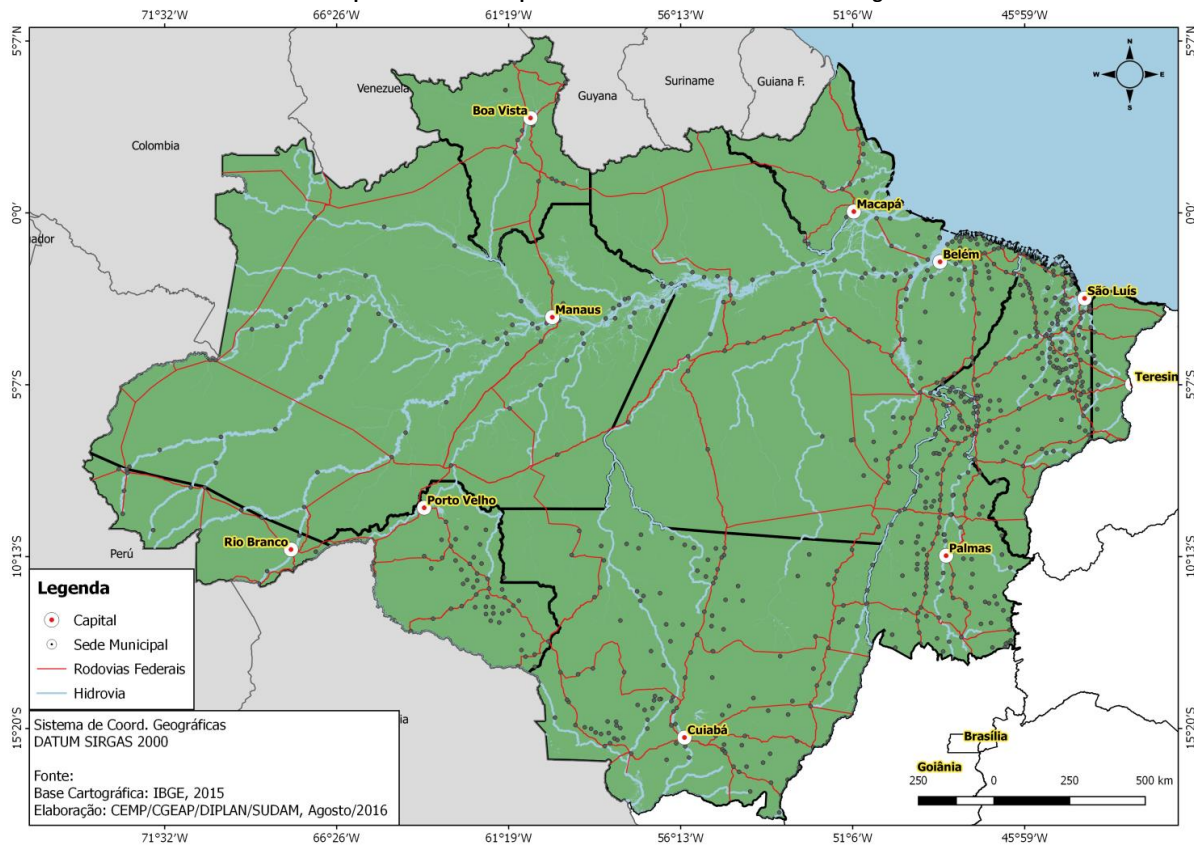 71°32'W 66°26'W 61°19'W 56°13'W 51°6'W 45°59'W
5°7'N
5°7'N
N
W E
S
Venezuela
Guyana
Suriname
Guiana F.
Boa Vista
Colombia
Macapá
0°0'
0°0'
ador
Belém
São Luís
Manaus
5°7'S
5°7'S
Teresin
Porto Velho
Rio Branco
Perú
Palmas
10°13'S
10°13'S
Legenda
Capital
Sede Municipal
Rodovias Federais
Hidrovia
ia
Sistema de Coord. Geográficas
DATUM SIRGAS 2000
Fonte:
Base Cartográfica: IBGE, 2015
Elaboração: CEMP/CGEAP/DIPLAN/SUDAM, Agosto/2016
15°20'S
15°20'S
Cuiabá
Brasília
Goiânia
250 0 250 500 km
71°32'W 66°26'W 61°19'W 56°13'W 51°6'W 45°59'W